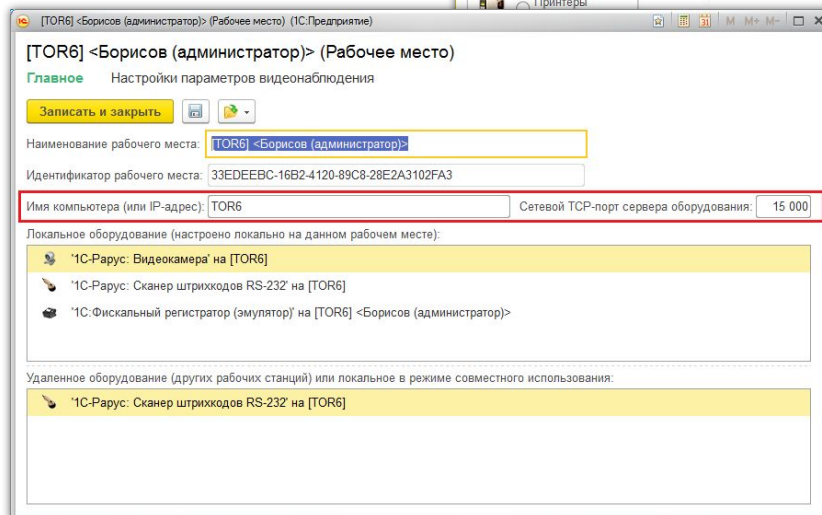 Принтеры
[TOR6] <Борисов (администратор)> (Рабочее место) (1С:Предприятие)
M M+ M-
[TOR6] <Борисов (администратор)> (Рабочее место)
Главное Настройки параметров видеонаблюдения
Записать и закрыть
Наименование рабочего места: [TOR6] <Борисов (администратор)>
Идентификатор рабочего места: 33EDEEBC-16B2-4120-89C8-28E2A3102FA3
Имя компьютера (или IP-адрес): TOR6 Сетевой TCP-порт сервера оборудования: 15 000
Локальное оборудование (настроено локально на данном рабочем месте):
'1С-Рарус: Видеокамера' на [TOR6]
'1С-Рарус: Сканер штрихкодов RS-232' на [TOR6]
'1С:Фискальный регистратор (эмулятор)' на [TOR6] <Борисов (администратор)>
Удаленное оборудование (других рабочих станций) или локальное в режиме совместного использования:
'1С-Рарус: Сканер штрихкодов RS-232' на [TOR6]